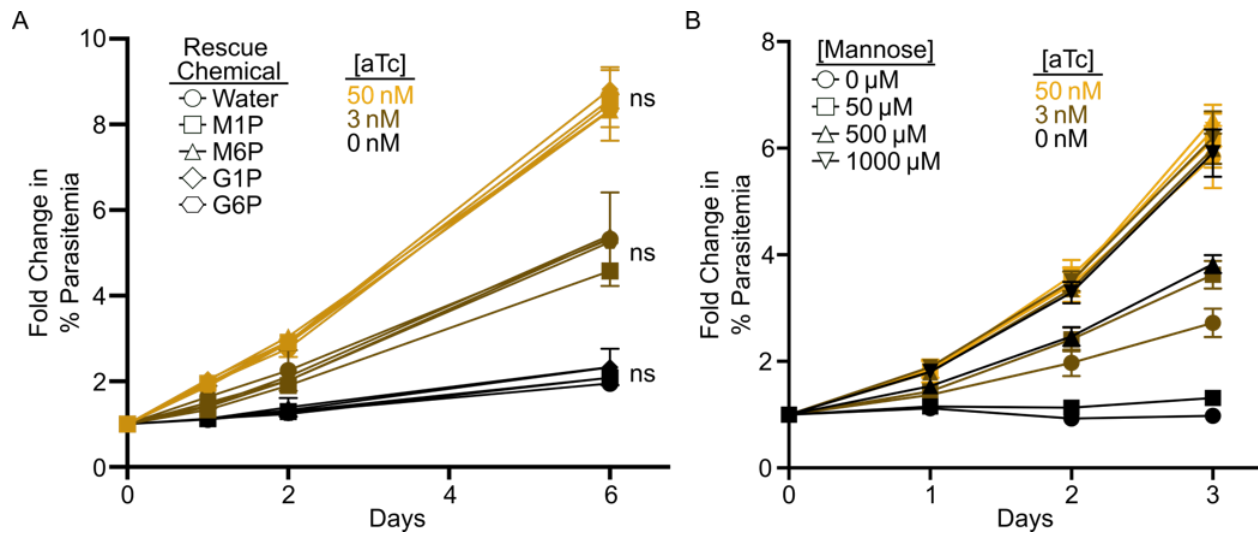 A
Fold Change in
% Parasitemia
10
8
6
4
2
0
Rescue
Chemical
Water
M1P
M6P
G1P
G6P
[aTc]
50 nM
3 nM
0 nM
ns
ns
ns
0
2
4
6
Days
B
Fold Change in
% Parasitemia
8
6
4
2
0
[Mannose]
0 µM
50 µM
500 µM
1000 µM
[aTc]
50 nM
3 nM
0 nM
0
1
2
3
Days